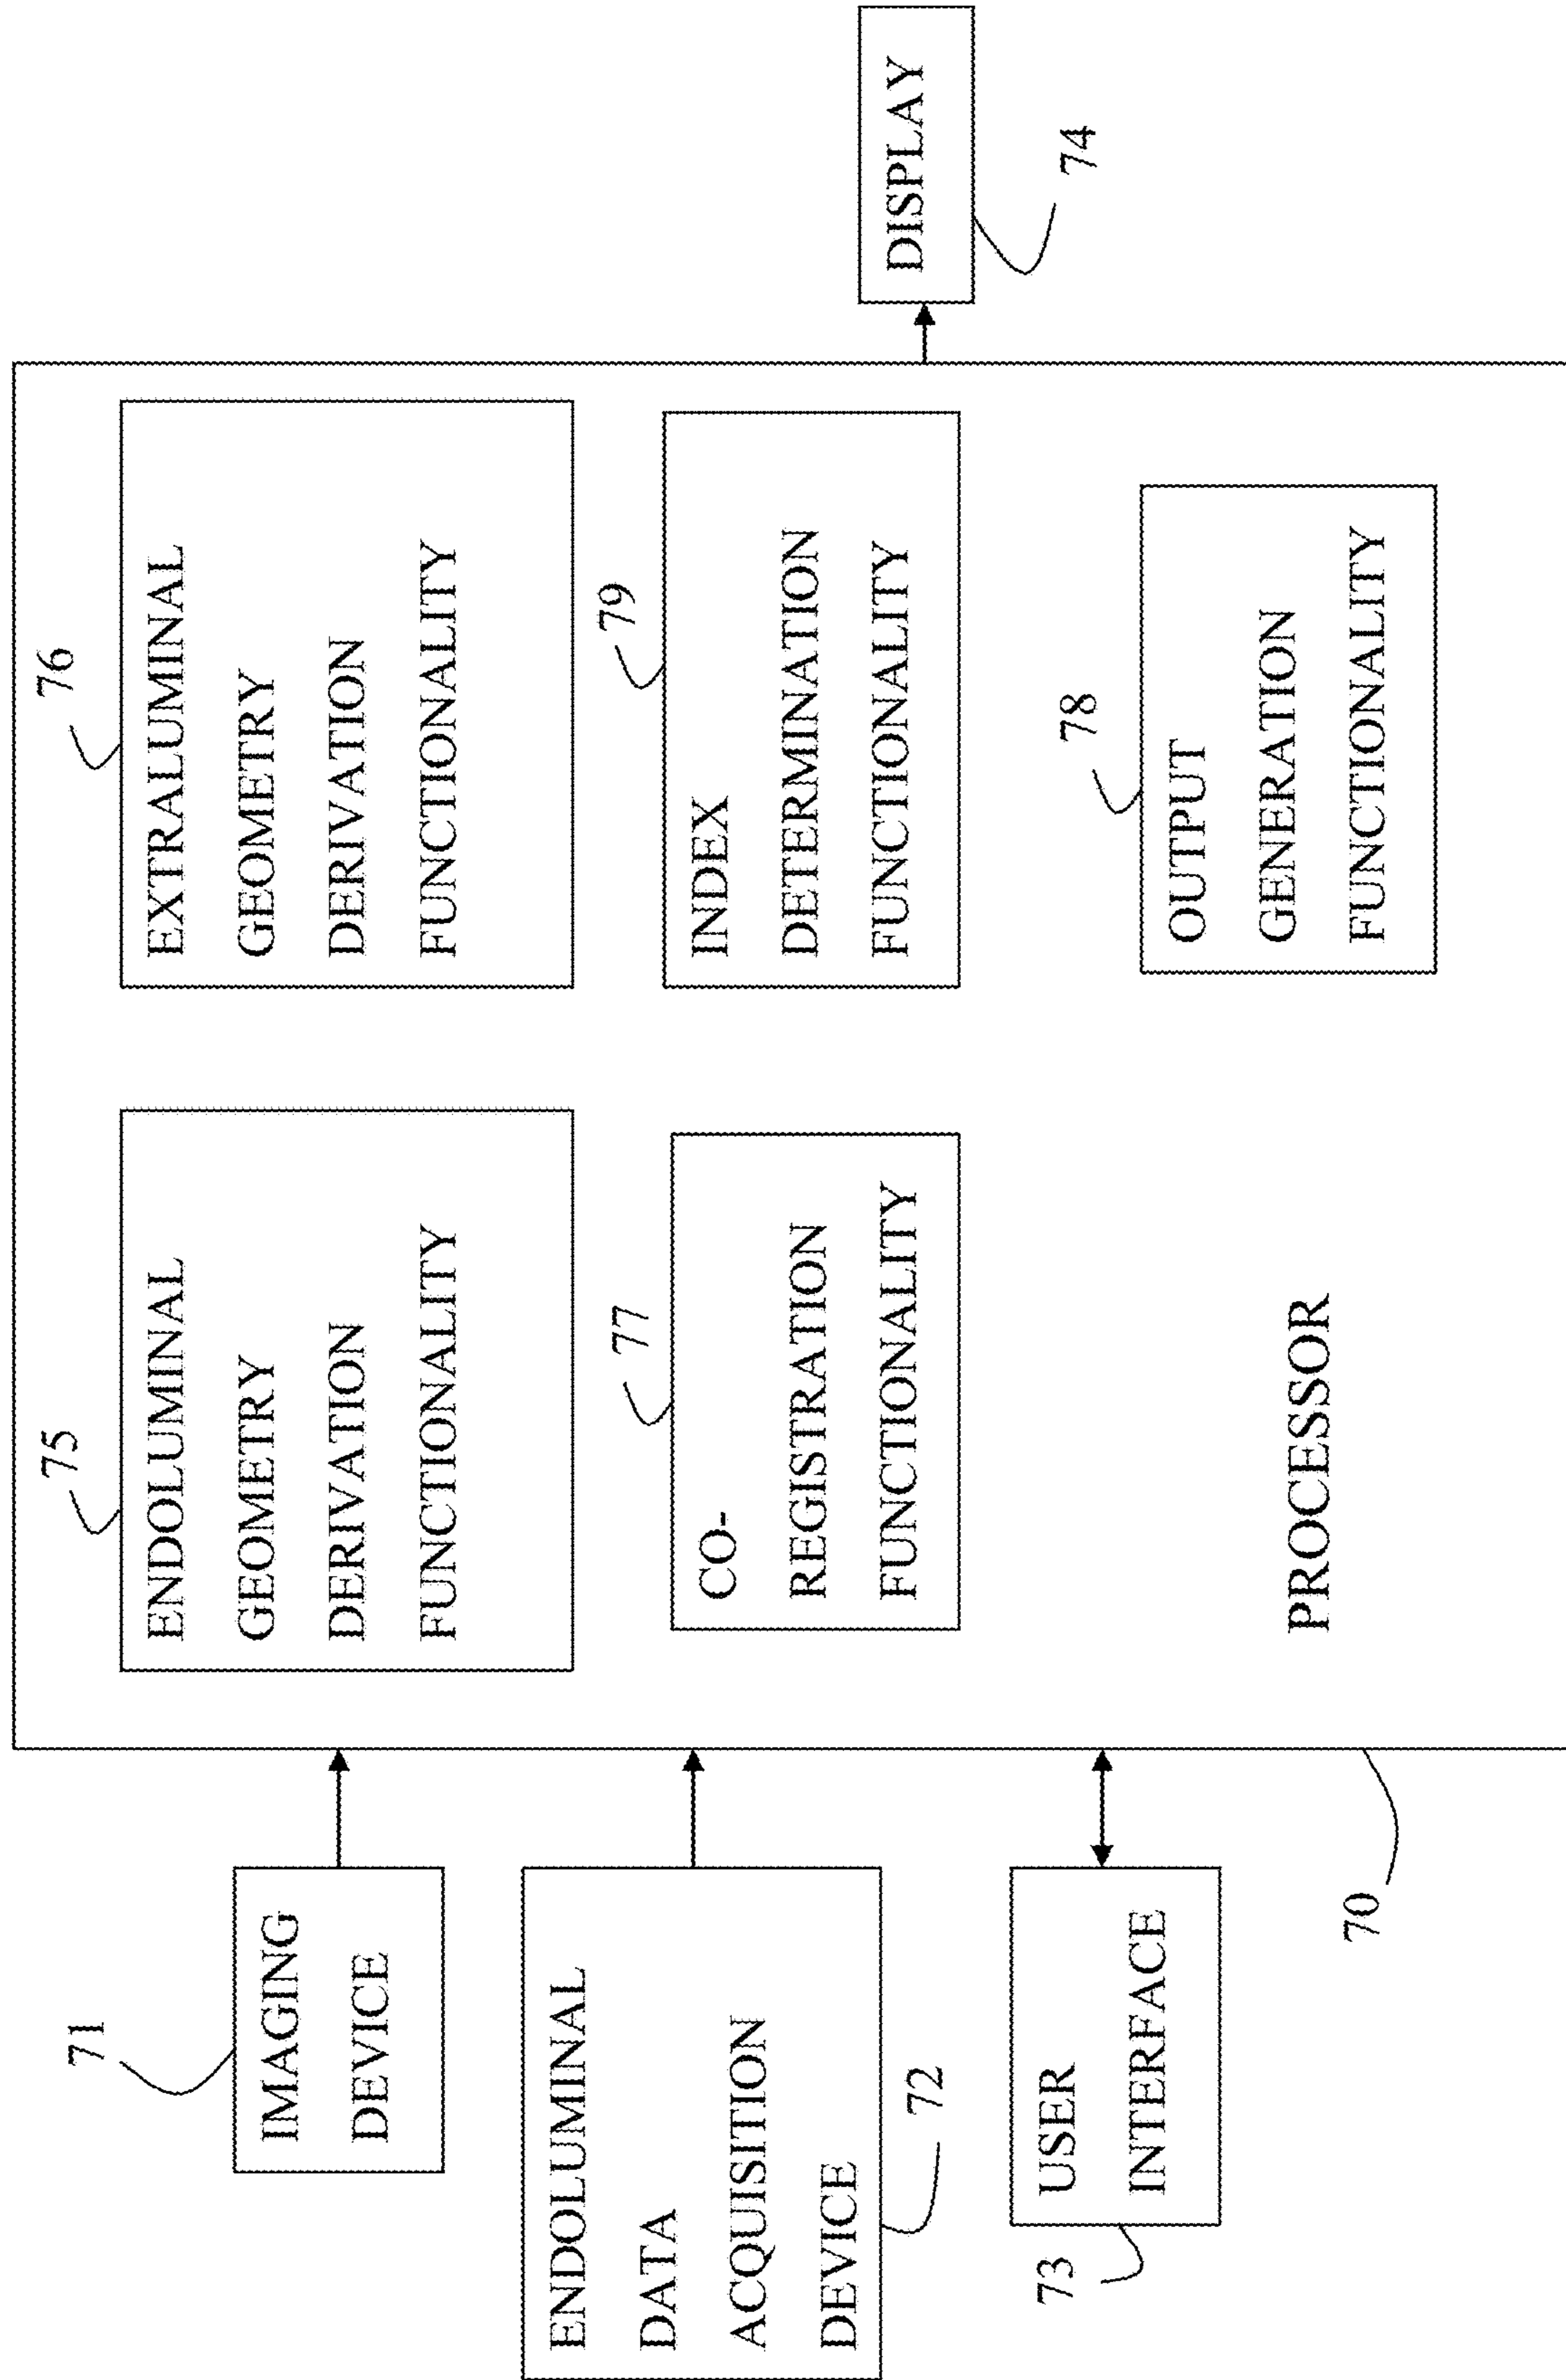 71
IMAGING
DEVICE
ENDOLUMINAL
DATA
ACQUISITION
DEVICE
72
73
USER
INTERFACE
70
75
ENDOLUMINAL
GEOMETRY
DERIVATION
FUNCTIONALITY
76
EXTRALUMINAL
GEOMETRY
DERIVATION
FUNCTIONALITY
77
CO-
REGISTRATION
FUNCTIONALITY
79
INDEX
DETERMINATION
FUNCTIONALITY
78
OUTPUT
GENERATION
FUNCTIONALITY
PROCESSOR
DISPLAY
74